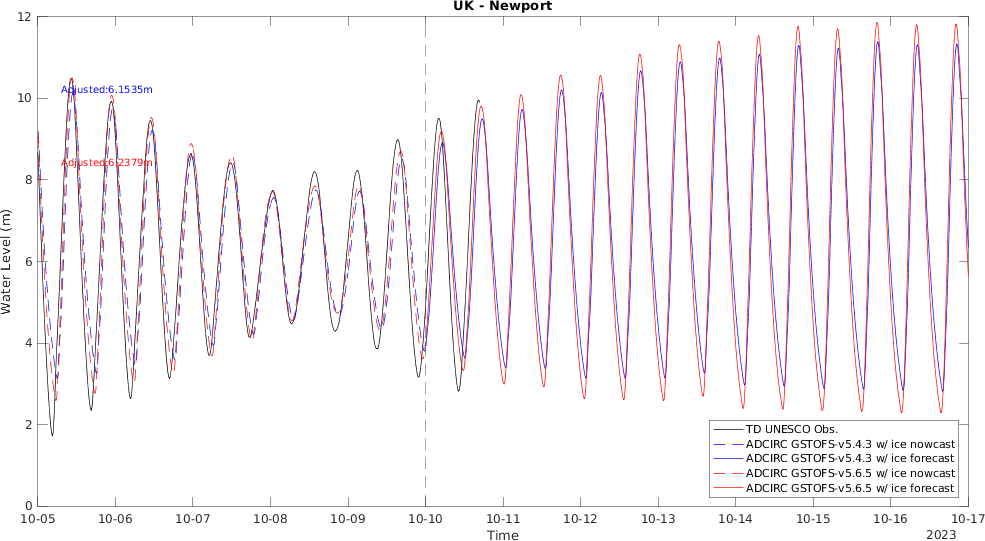 UK - Newport
Water Level (m)
12
10
8
6
4
2
0
Adjusted:6.1535m
Adjusted:6.2379m
TD UNESCO Obs.
ADCIRC GSTOFS-v5.4.3 w/ ice nowcast
ADCIRC GSTOFS-v5.4.3 w/ ice forecast
ADCIRC GSTOFS-v5.6.5 w/ ice nowcast
ADCIRC GSTOFS-v5.6.5 w/ ice forecast
10-05 10-06 10-07 10-08 10-09 10-10 10-11 10-12 10-13 10-14 10-15 10-16 10-17
Time
2023